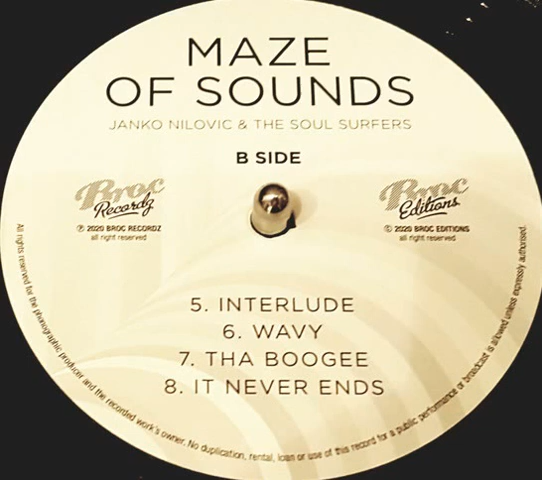 MAZE
OF SOUNDS
JANKO NILOVIC & THE SOUL SURFERS
B SIDE
Broc
Recordz
℗ 2020 BROC RECORDZ
all right reserved
Broc
Editions
© 2020 BROC EDITIONS
all right reserved
5. INTERLUDE
6. WAVY
7. THA BOOGEE
8. IT NEVER ENDS
All rights reserved for the phonographic producer and the recorded work's owner. No duplication, rental, loan or use of this record for a public performance or broadcast is allowed unless expressly authorised.